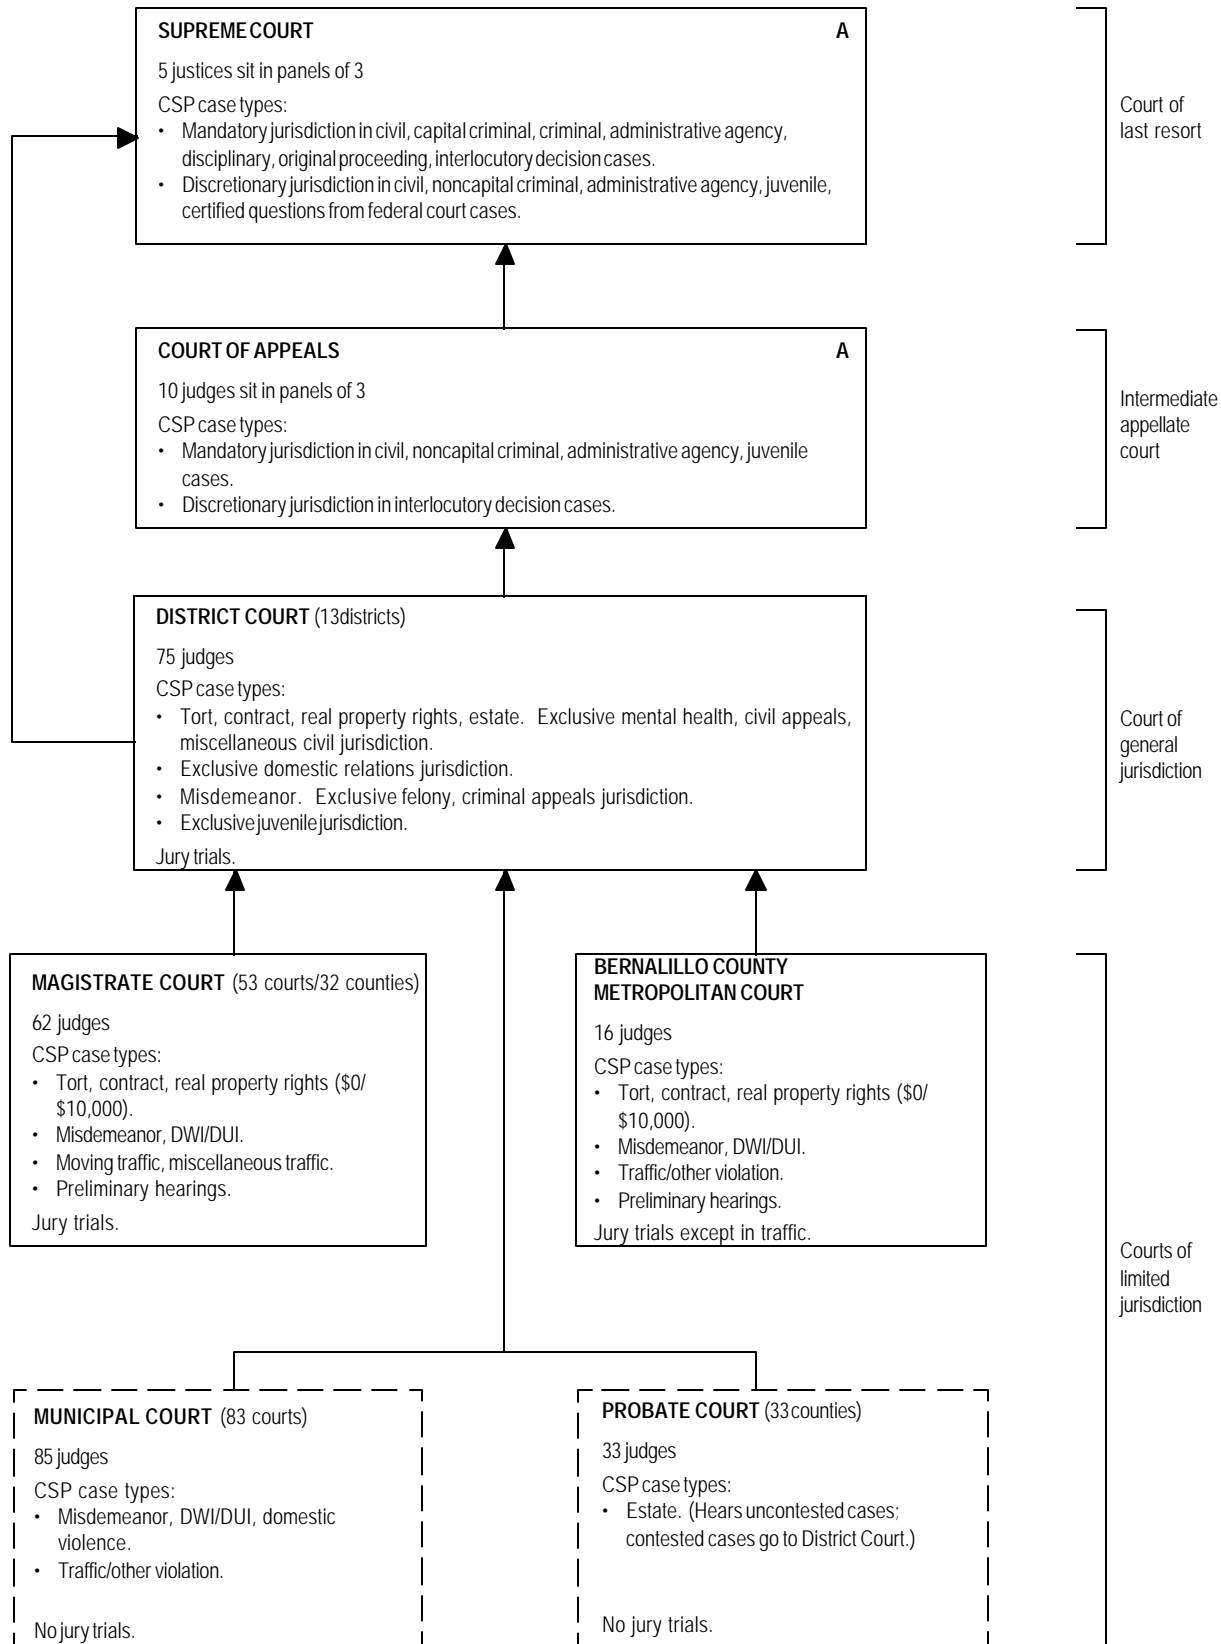 SUPREME COURT A
5 justices sit in panels of 3
CSP case types:
• Mandatory jurisdiction in civil, capital criminal, criminal, administrative agency,
disciplinary, original proceeding, interlocutory decision cases.
• Discretionary jurisdiction in civil, noncapital criminal, administrative agency, juvenile,
certified questions from federal court cases.
Court of
last resort
COURT OF APPEALS A
10 judges sit in panels of 3
CSP case types:
• Mandatory jurisdiction in civil, noncapital criminal, administrative agency, juvenile
cases.
• Discretionary jurisdiction in interlocutory decision cases.
Intermediate
appellate
court
DISTRICT COURT (13 districts)
75 judges
CSP case types:
• Tort, contract, real property rights, estate. Exclusive mental health, civil appeals,
miscellaneous civil jurisdiction.
• Exclusive domestic relations jurisdiction.
• Misdemeanor. Exclusive felony, criminal appeals jurisdiction.
• Exclusive juvenile jurisdiction.
Jury trials.
Court of
general
jurisdiction
MAGISTRATE COURT (53 courts/32 counties)
62 judges
CSP case types:
• Tort, contract, real property rights ($0/
$10,000).
• Misdemeanor, DWI/DUI.
• Moving traffic, miscellaneous traffic.
• Preliminary hearings.
Jury trials.
BERNALILLO COUNTY
METROPOLITAN COURT
16 judges
CSP case types:
• Tort, contract, real property rights ($0/
$10,000).
• Misdemeanor, DWI/DUI.
• Traffic/other violation.
• Preliminary hearings.
Jury trials except in traffic.
Courts of
limited
jurisdiction
MUNICIPAL COURT (83 courts)
85 judges
CSP case types:
• Misdemeanor, DWI/DUI, domestic
violence.
• Traffic/other violation.
No jury trials.
PROBATE COURT (33 counties)
33 judges
CSP case types:
• Estate. (Hears uncontested cases;
contested cases go to District Court.)
No jury trials.